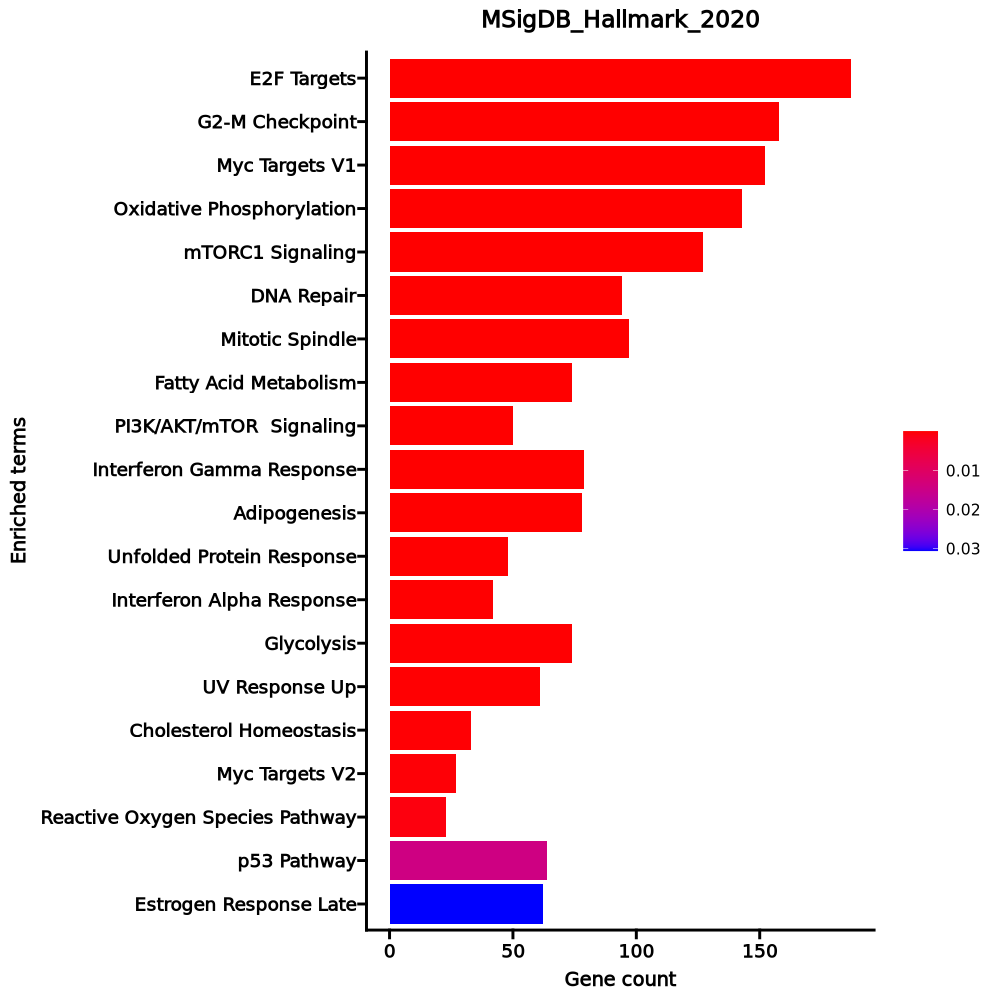 MSigDB_Hallmark_2020
E2F Targets
G2-M Checkpoint
Myc Targets V1
Oxidative Phosphorylation
mTORC1 Signaling
DNA Repair
Mitotic Spindle
Fatty Acid Metabolism
PI3K/AKT/mTOR  Signaling
Interferon Gamma Response
Adipogenesis
Unfolded Protein Response
Interferon Alpha Response
Glycolysis
UV Response Up
Cholesterol Homeostasis
Myc Targets V2
Reactive Oxygen Species Pathway
p53 Pathway
Estrogen Response Late
Enriched terms
0 50 100 150
Gene count
0.01
0.02
0.03